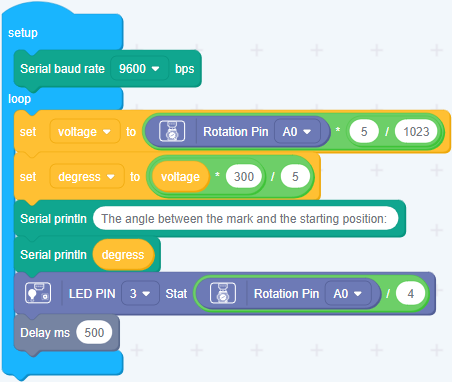 setup
Serial baud rate 9600 bps
loop
set voltage to Rotation Pin A0 * 5 / 1023
set degress to voltage * 300 / 5
Serial println The angle between the mark and the starting position:
Serial println degress
LED PIN 3 Stat Rotation Pin A0 / 4
Delay ms 500